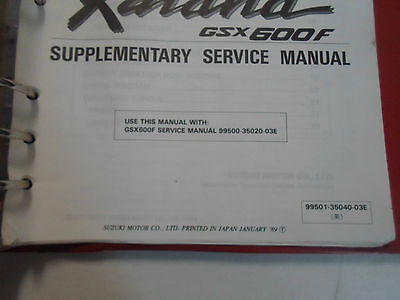 GSX600F
SUPPLEMENTARY SERVICE MANUAL
USE THIS MANUAL WITH:
GSX600F SERVICE MANUAL 99500-35020-03E
99501-35040-03E
(英)
SUZUKI MOTOR CO., LTD. PRINTED IN JAPAN JANUARY '89 Ⓣ